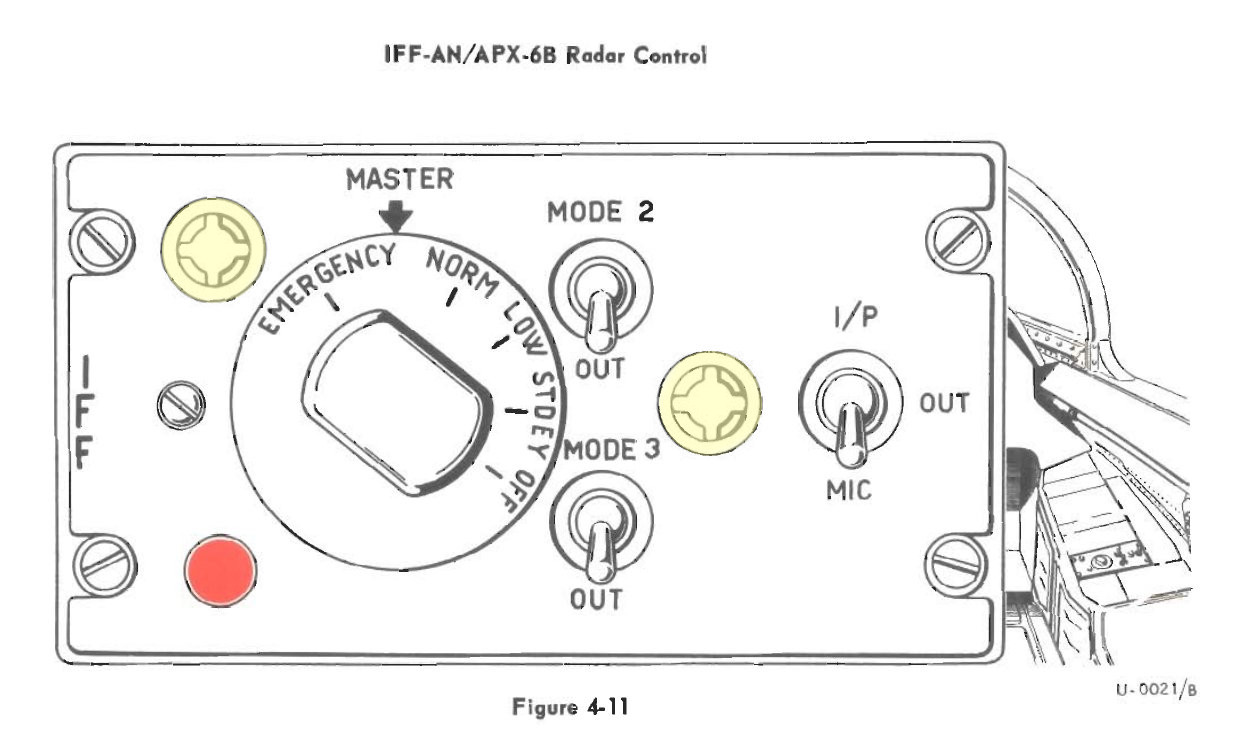 IFF-AN/APX-6B Radar Control
MASTER
EMERGENCY
NORM
LOW
STDEY
OFF
MODE 2
OUT
MODE 3
OUT
I/P
OUT
MIC
IFF
U-0021/B
Figure 4-11